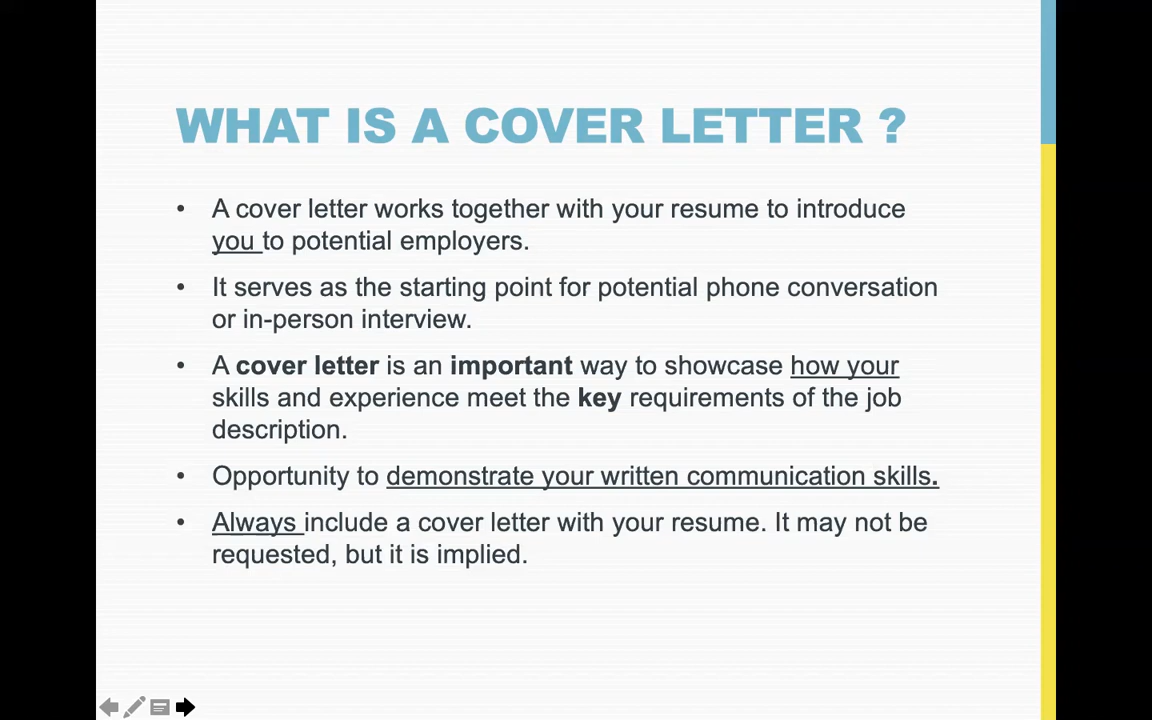 WHAT IS A COVER LETTER ?
• A cover letter works together with your resume to introduce
you to potential employers.
• It serves as the starting point for potential phone conversation
or in-person interview.
• A cover letter is an important way to showcase how your
skills and experience meet the key requirements of the job
description.
• Opportunity to demonstrate your written communication skills.
• Always include a cover letter with your resume. It may not be
requested, but it is implied.